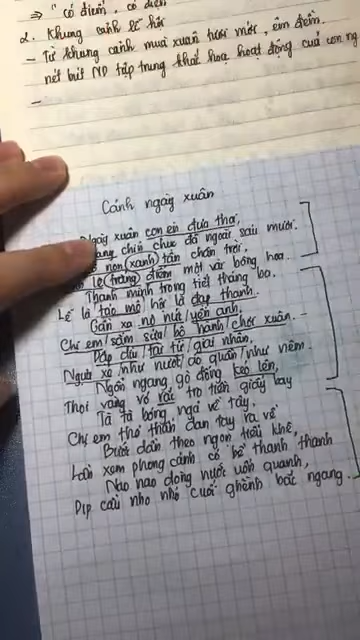 ⇒ "có điểm, có diện
2. Khung cảnh lễ hội
- Từ khung cảnh mùa xuân tươi mới, êm đềm.
nét bút ND tập trung khắc hoạ hoạt động của con ng
-
Cảnh ngày xuân
Ngày xuân con én đưa thoi,
quang chín chục đã ngoài sáu mươi.
non (xanh) tận chân trời.
lê (trắng) điểm một vài bông hoa.
Thanh minh trong tiết tháng ba.
Lễ là tảo mộ hội là đạp thanh.
Gần xa nô nức yến anh,
Chị em / sắm sửa / bộ hành / chơi xuân.
Dập dìu / tài tử / giai nhân,
Ngựa xe / như nước / áo quần / như nêm.
Ngổn ngang gò đống kéo lên,
Thoi vàng vó rắc tro tiền giấy bay
Tà tà bóng ngả về tây,
Chị em thơ thẩn dan tay ra về
Bước dần theo ngọn tiểu khê,
Lần xem phong cảnh có bề thanh thanh
Nao nao dòng nước uốn quanh,
Dịp cầu nho nhỏ cuối ghềnh bắc ngang.